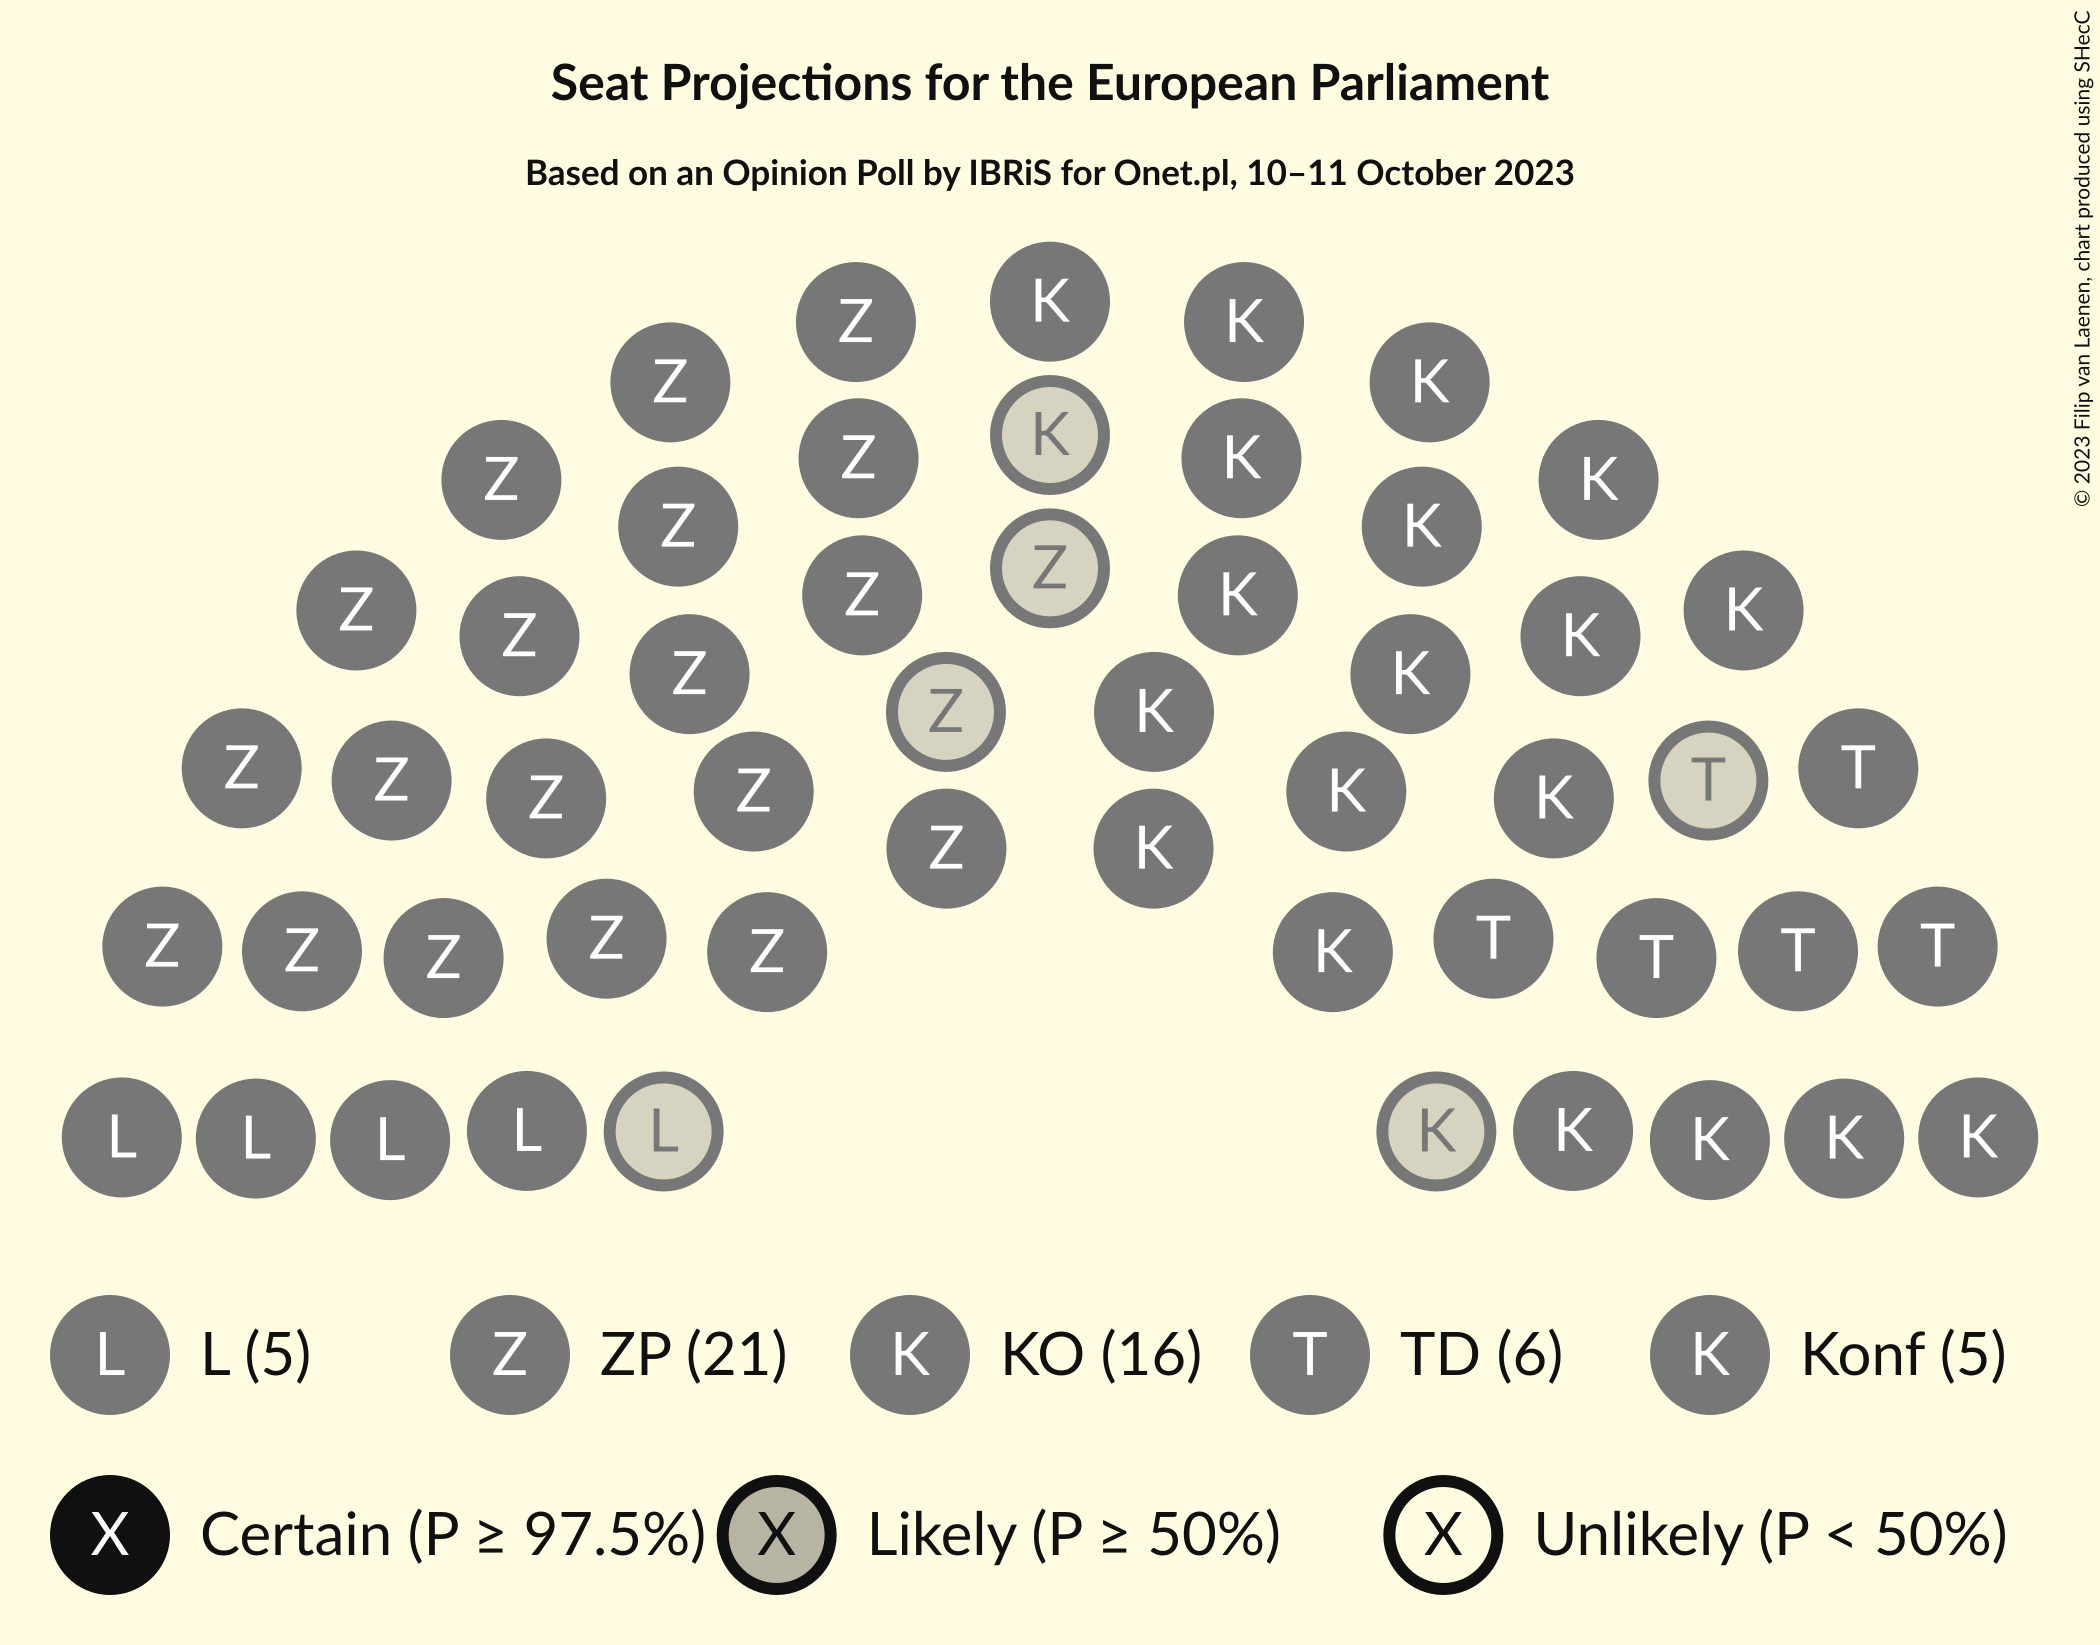 Seat Projections for the European Parliament
Based on an Opinion Poll by IBRiS for Onet.pl, 10–11 October 2023
© 2023 Filip van Laenen, chart produced using SHecC
K
Z K
Z K
K
Z K
Z K
Z K
Z K
Z
Z K
Z K
Z K
Z K
Z K
Z T
Z Z T K
Z K
Z K
Z T
Z Z K T
Z Z T T
L L L L L K K K K K
L L (5) Z ZP (21) K KO (16) T TD (6) K Konf (5)
X Certain (P ≥ 97.5%) X Likely (P ≥ 50%) X Unlikely (P < 50%)